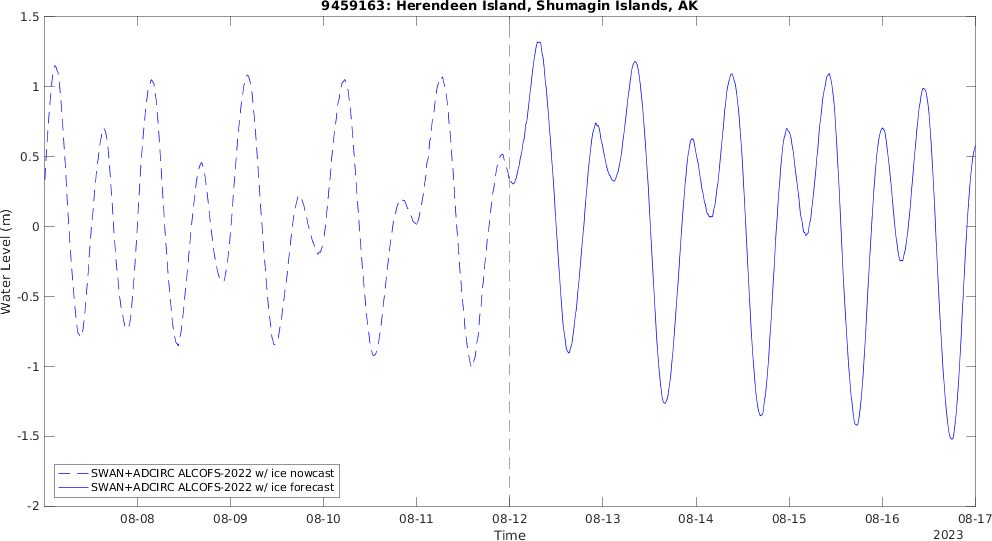 9459163: Herendeen Island, Shumagin Islands, AK
1.5
1
0.5
0
-0.5
-1
-1.5
-2
Water Level (m)
SWAN+ADCIRC ALCOFS-2022 w/ ice nowcast
SWAN+ADCIRC ALCOFS-2022 w/ ice forecast
08-08 08-09 08-10 08-11 08-12 08-13 08-14 08-15 08-16 08-17
Time
2023